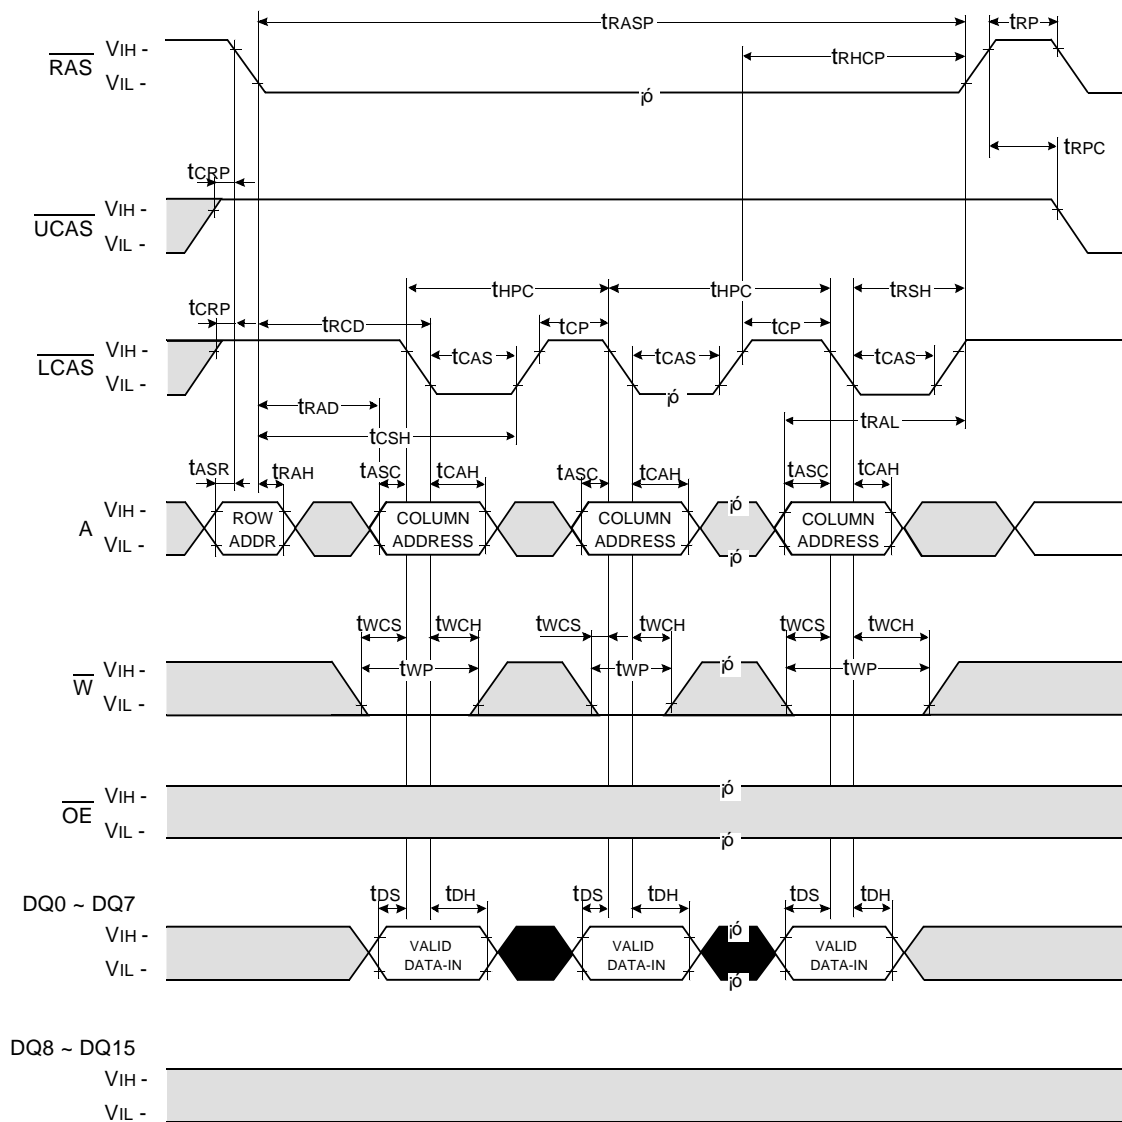 tRASP
tRP
RAS
VIH -
VIL -
tRHCP
¡ó
tRPC
tCRP
UCAS
VIH -
VIL -
tHPC
tHPC
tRSH
tCRP
tRCD
tCP
tCP
LCAS
VIH -
VIL -
tCAS
tCAS
tCAS
¡ó
tRAD
tCSH
tRAL
tASR
tRAH
tASC
tCAH
tASC
tCAH
tASC
tCAH
A
VIH -
VIL -
ROW
ADDR
COLUMN
ADDRESS
COLUMN
ADDRESS
¡ó
¡ó
COLUMN
ADDRESS
tWCS
tWCH
tWCS
tWCH
tWCS
tWCH
W
VIH -
VIL -
tWP
tWP
¡ó
tWP
OE
VIH -
VIL -
¡ó
¡ó
tDS
tDH
tDS
tDH
tDS
tDH
DQ0 ~ DQ7
VIH -
VIL -
VALID
DATA-IN
VALID
DATA-IN
¡ó
¡ó
VALID
DATA-IN
DQ8 ~ DQ15
VIH -
VIL -